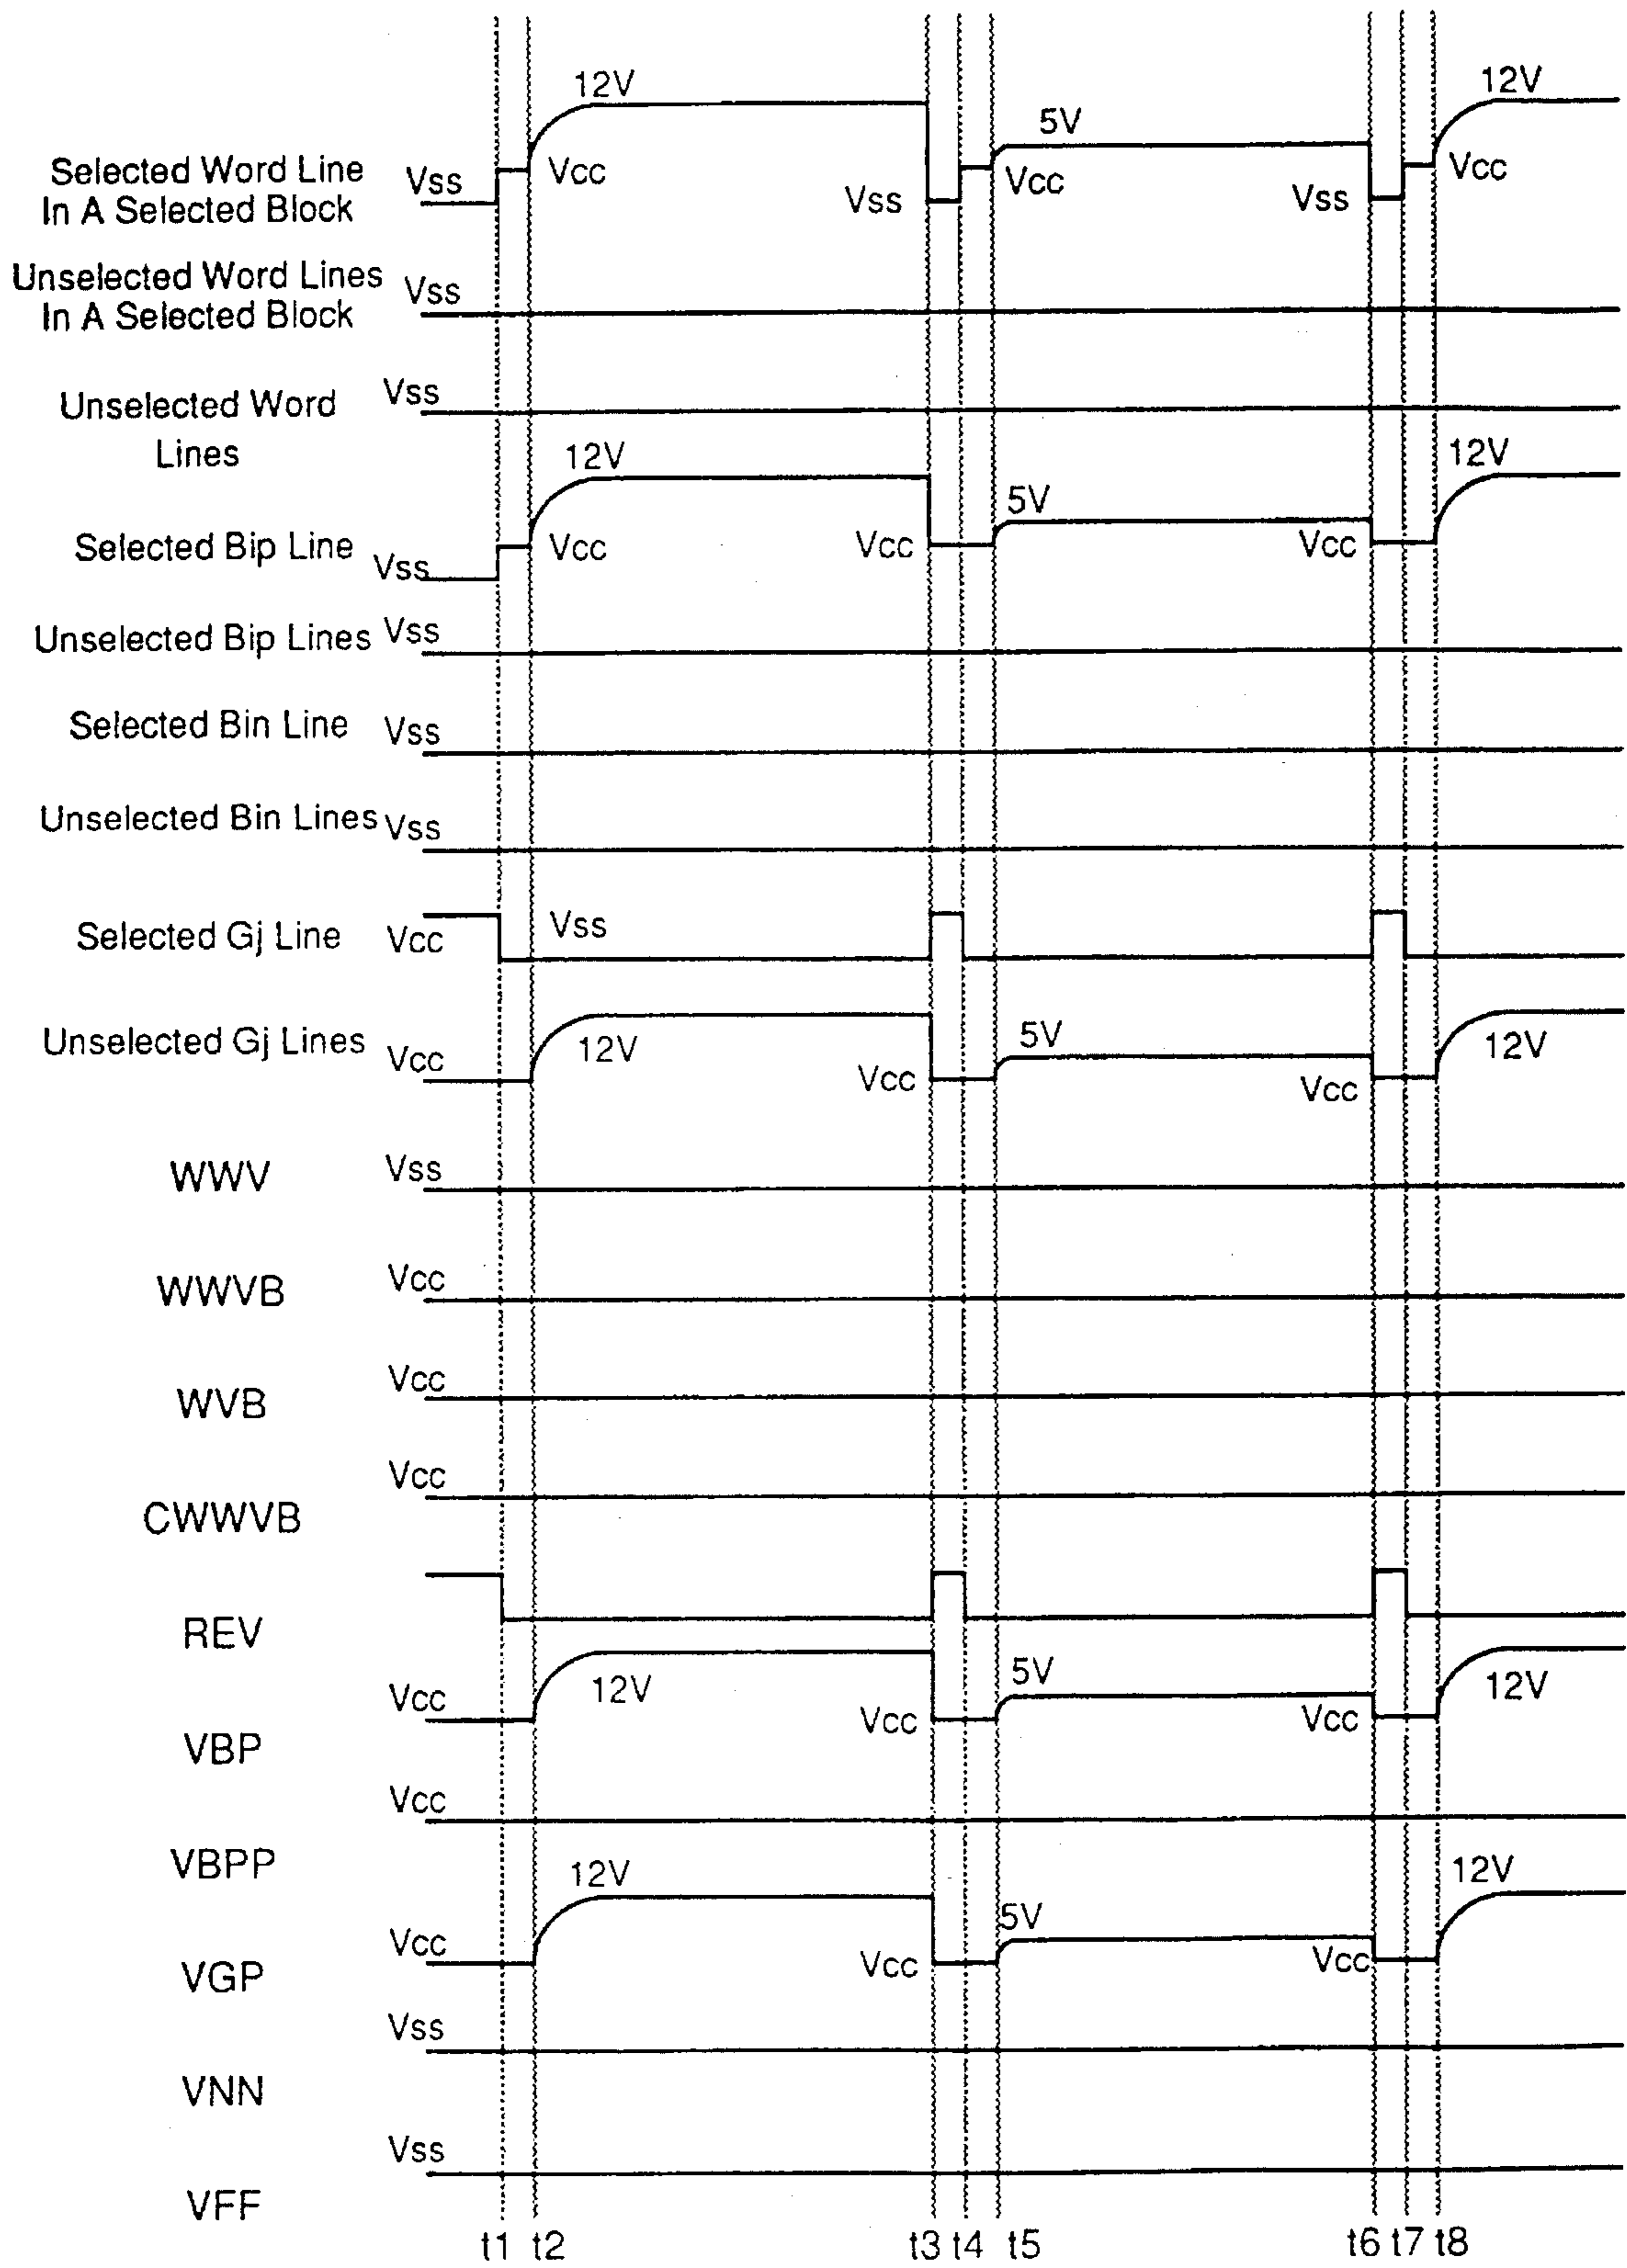 12V
12V
5V
Selected Word Line
In A Selected Block
Vss
Vcc
Vss
Vcc
Vss
Vcc
Unselected Word Lines
In A Selected Block
Vss
Unselected Word
Lines
Vss
12V
12V
5V
Selected Bip Line
Vss
Vcc
Vcc
Vcc
Unselected Bip Lines
Vss
Selected Bin Line
Vss
Unselected Bin Lines
Vss
Selected Gj Line
Vcc
Vss
Unselected Gj Lines
Vcc
12V
Vcc
5V
Vcc
12V
WWV
Vss
WWVB
Vcc
WVB
Vcc
CWWVB
Vcc
REV
VBP
Vcc
12V
Vcc
5V
Vcc
12V
VBPP
Vcc
VGP
Vcc
12V
Vcc
5V
Vcc
12V
VNN
Vss
VFF
Vss
t1 t2 t3 t4 t5 t6 t7 t8